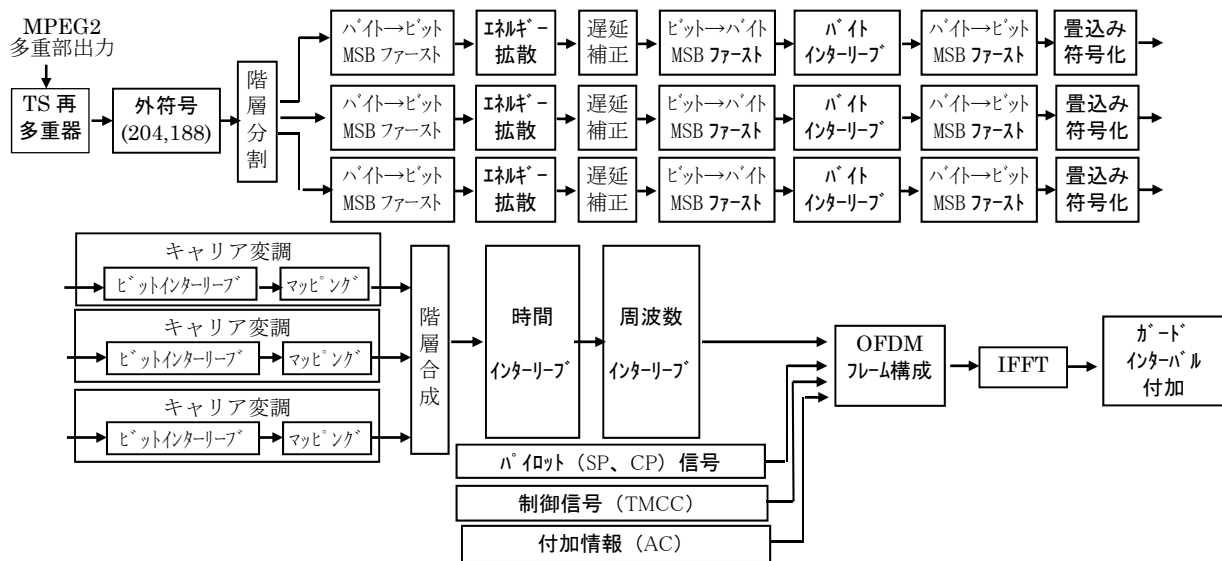 MPEG2
多重部出力
TS 再
多重器
外符号
(204,188)
階層分割
ﾊﾞｲﾄ→ﾋﾞｯﾄ
MSB ﾌｧｰｽﾄ
ｴﾈﾙｷﾞｰ
拡散
遅延
補正
ﾋﾞｯﾄ→ﾊﾞｲﾄ
MSB ﾌｧｰｽﾄ
ﾊﾞｲﾄ
ｲﾝﾀｰﾘｰﾌﾞ
ﾊﾞｲﾄ→ﾋﾞｯﾄ
MSB ﾌｧｰｽﾄ
畳込み
符号化
ﾊﾞｲﾄ→ﾋﾞｯﾄ
MSB ﾌｧｰｽﾄ
ｴﾈﾙｷﾞｰ
拡散
遅延
補正
ﾋﾞｯﾄ→ﾊﾞｲﾄ
MSB ﾌｧｰｽﾄ
ﾊﾞｲﾄ
ｲﾝﾀｰﾘｰﾌﾞ
ﾊﾞｲﾄ→ﾋﾞｯﾄ
MSB ﾌｧｰｽﾄ
畳込み
符号化
ﾊﾞｲﾄ→ﾋﾞｯﾄ
MSB ﾌｧｰｽﾄ
ｴﾈﾙｷﾞｰ
拡散
遅延
補正
ﾋﾞｯﾄ→ﾊﾞｲﾄ
MSB ﾌｧｰｽﾄ
ﾊﾞｲﾄ
ｲﾝﾀｰﾘｰﾌﾞ
ﾊﾞｲﾄ→ﾋﾞｯﾄ
MSB ﾌｧｰｽﾄ
畳込み
符号化
キャリア変調
ﾋﾞｯﾄｲﾝﾀｰﾘｰﾌﾞ
ﾏｯﾋﾟﾝｸﾞ
キャリア変調
ﾋﾞｯﾄｲﾝﾀｰﾘｰﾌﾞ
ﾏｯﾋﾟﾝｸﾞ
キャリア変調
ﾋﾞｯﾄｲﾝﾀｰﾘｰﾌﾞ
ﾏｯﾋﾟﾝｸﾞ
階層合成
時間
ｲﾝﾀｰﾘｰﾌﾞ
周波数
ｲﾝﾀｰﾘｰﾌﾞ
OFDM
ﾌﾚｰﾑ構成
IFFT
ｶﾞｰﾄﾞ
ｲﾝﾀｰﾊﾞﾙ
付加
ﾊﾟｲﾛｯﾄ（SP、CP）信号
制御信号（TMCC）
付加情報（AC）